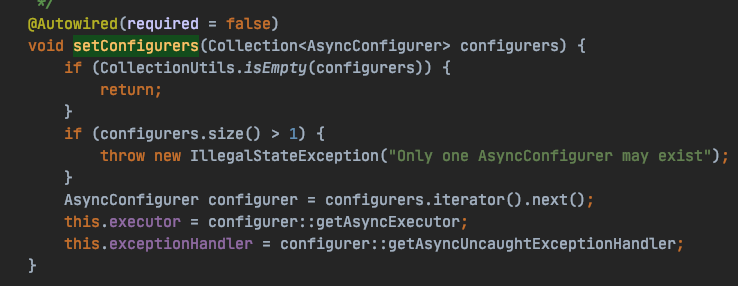 */
@Autowired(required = false)
void setConfigurers(Collection<AsyncConfigurer> configurers) {
if (CollectionUtils.isEmpty(configurers)) {
return;
}
if (configurers.size() > 1) {
throw new IllegalStateException("Only one AsyncConfigurer may exist");
}
AsyncConfigurer configurer = configurers.iterator().next();
this.executor = configurer::getAsyncExecutor;
this.exceptionHandler = configurer::getAsyncUncaughtExceptionHandler;
}